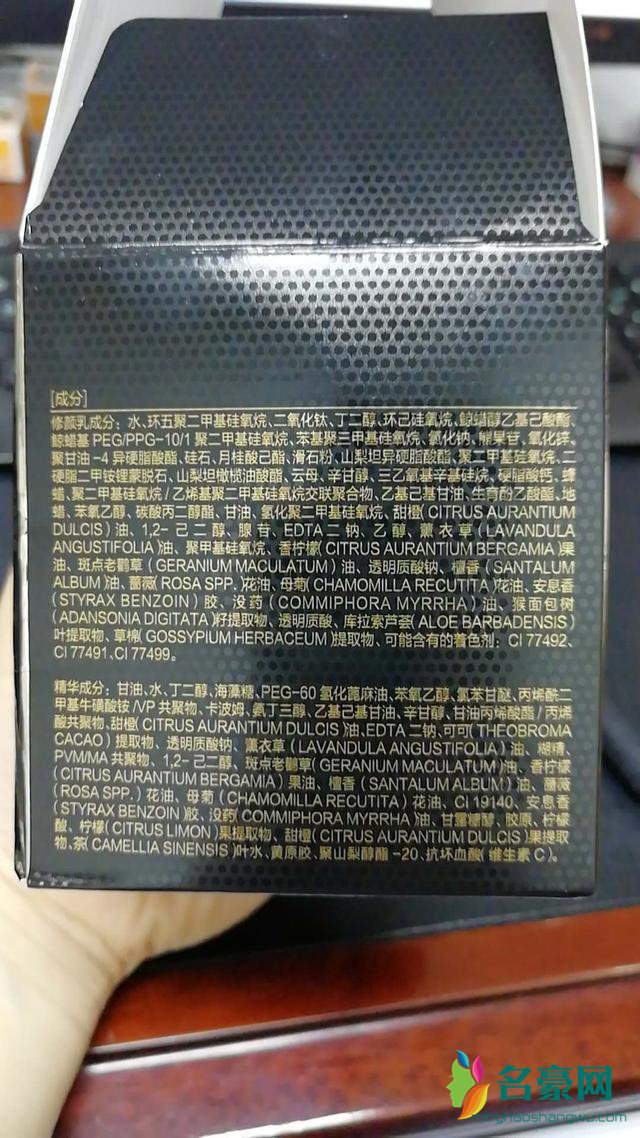 [成分]
修颜乳成分：水、环五聚二甲基硅氧烷、二氧化钛、丁二醇、环己硅氧烷、鲸蜡醇乙基己酸酯、
鲸蜡基 PEG/PPG-10/1 聚二甲基硅氧烷、苯基聚三甲基硅氧烷、氯化钠、熊果苷、氧化锌、
聚甘油-4 异硬脂酸酯、硅石、月桂酸己酯、滑石粉、山梨坦异硬脂酸酯、聚二甲基硅氧烷、二
硬脂二甲铵锂蒙脱石、山梨坦橄榄油酸酯、云母、辛甘醇、三乙氧基辛基硅烷、硬脂酸钙、蜂
蜡、聚二甲基硅氧烷/乙烯基聚二甲基硅氧烷交联聚合物、乙基己基甘油、生育酚乙酸酯、地
蜡、苯氧乙醇、碳酸丙二醇酯、甘油、氢化聚二甲基硅氧烷、甜橙(CITRUS AURANTIUM
DULCIS)油、1,2-己二醇、腺苷、EDTA 二钠、乙醇、薰衣草(LAVANDULA
ANGUSTIFOLIA)油、聚甲基硅氧烷、香柠檬(CITRUS AURANTIUM BERGAMIA)果
油、斑点老鹳草(GERANIUM MACULATUM)油、透明质酸钠、檀香(SANTALUM
ALBUM)油、蔷薇(ROSA SPP.)花油、母菊(CHAMOMILLA RECUTITA)花油、安息香
(STYRAX BENZOIN)胶、没药(COMMIPHORA MYRRHA)油、猴面包树
(ADANSONIA DIGITATA)籽提取物、透明质酸、库拉索芦荟(ALOE BARBADENSIS)
叶提取物、草棉(GOSSYPIUM HERBACEUM)提取物、可能含有的着色剂：CI 77492、
CI 77491、CI 77499。
精华成分：甘油、水、丁二醇、海藻糖、PEG-60 氢化蓖麻油、苯氧乙醇、氯苯甘醚、丙烯酰二
甲基牛磺酸铵/VP 共聚物、卡波姆、氨丁三醇、乙基己基甘油、辛甘醇、甘油丙烯酸酯/丙烯
酸共聚物、甜橙(CITRUS AURANTIUM DULCIS)油、EDTA 二钠、可可(THEOBROMA
CACAO)提取物、透明质酸钠、薰衣草(LAVANDULA ANGUSTIFOLIA)油、糊精、
PVM/MA 共聚物、1,2-己二醇、斑点老鹳草(GERANIUM MACULATUM)油、香柠檬
(CITRUS AURANTIUM BERGAMIA)果油、檀香(SANTALUM ALBUM)油、蔷薇
(ROSA SPP.)花油、母菊(CHAMOMILLA RECUTITA)花油、CI 19140、安息香
(STYRAX BENZOIN)胶、没药(COMMIPHORA MYRRHA)油、甘露糖醇、胶原、柠檬
酸、柠檬(CITRUS LIMON)果提取物、甜橙(CITRUS AURANTIUM DULCIS)果提取
物、茶(CAMELLIA SINENSIS)叶水、黄原胶、聚山梨醇酯-20、抗坏血酸(维生素 C)。
名豪网